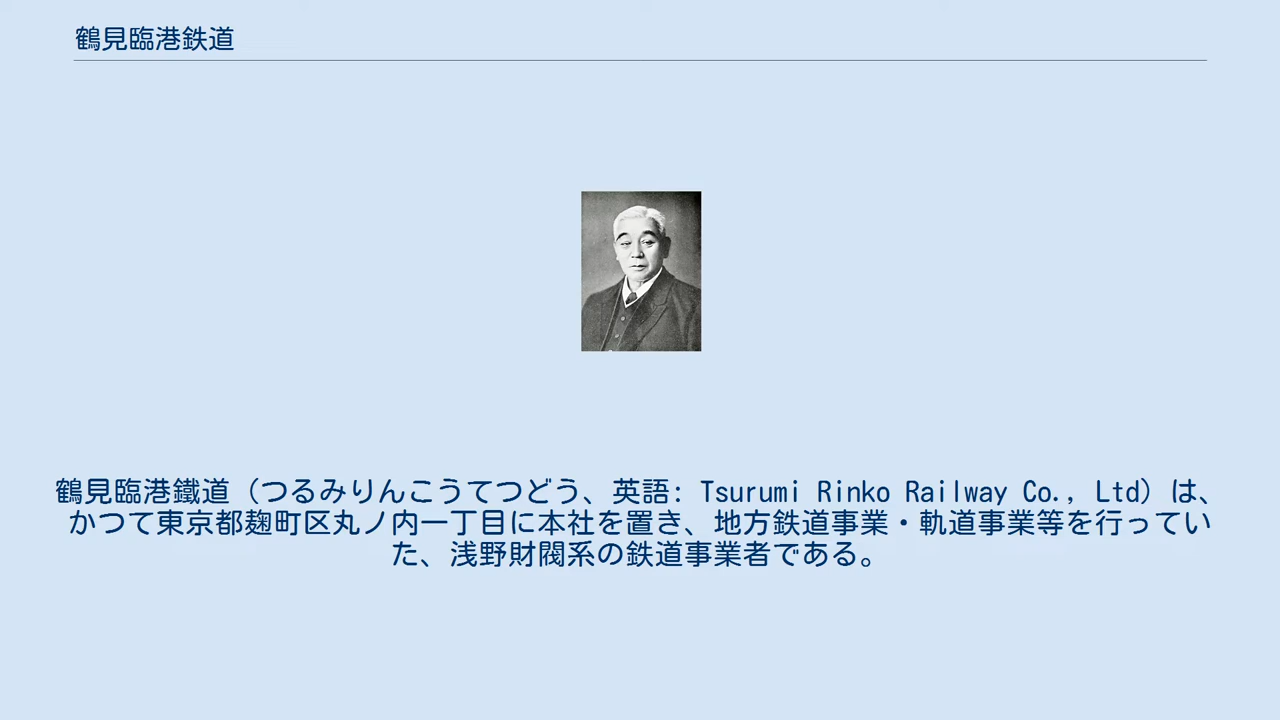 鶴見臨港鉄道
鶴見臨港鐵道（つるみりんこうてつどう、英語: Tsurumi Rinko Railway Co., Ltd）は、
かつて東京都麹町区丸ノ内一丁目に本社を置き、地方鉄道事業・軌道事業等を行ってい
た、浅野財閥系の鉄道事業者である。